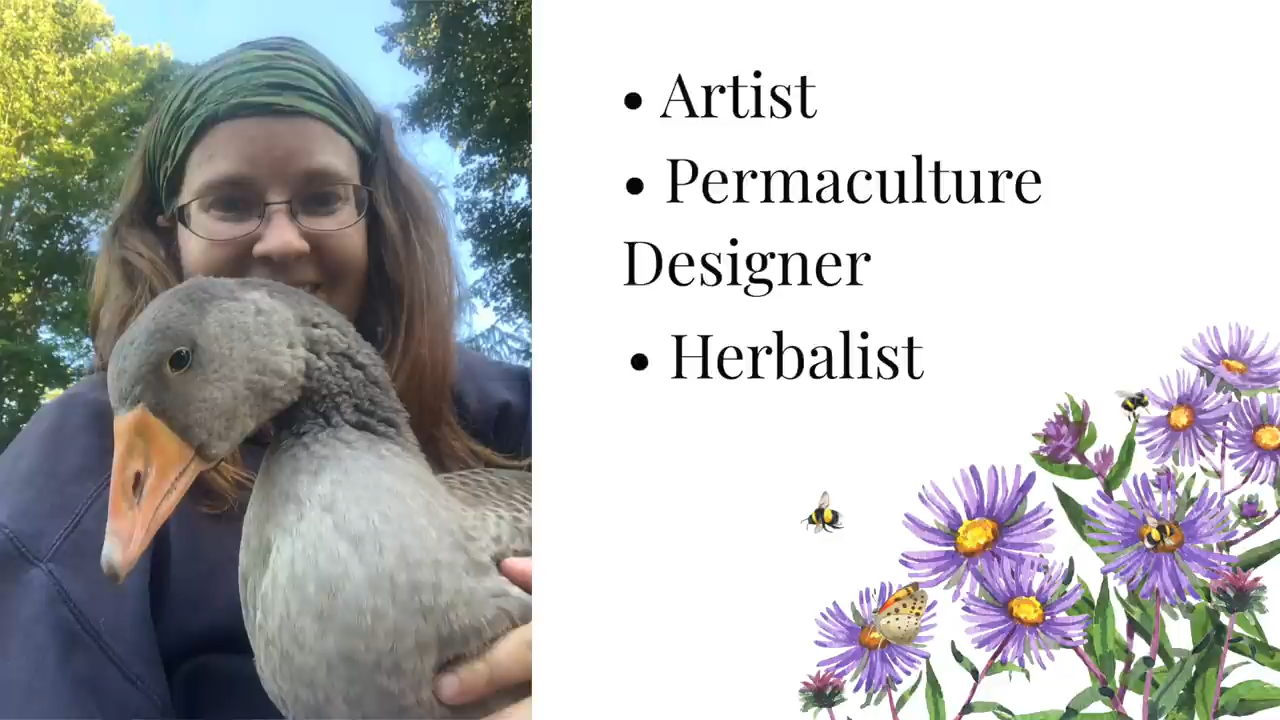 • Artist
• Permaculture
Designer
• Herbalist